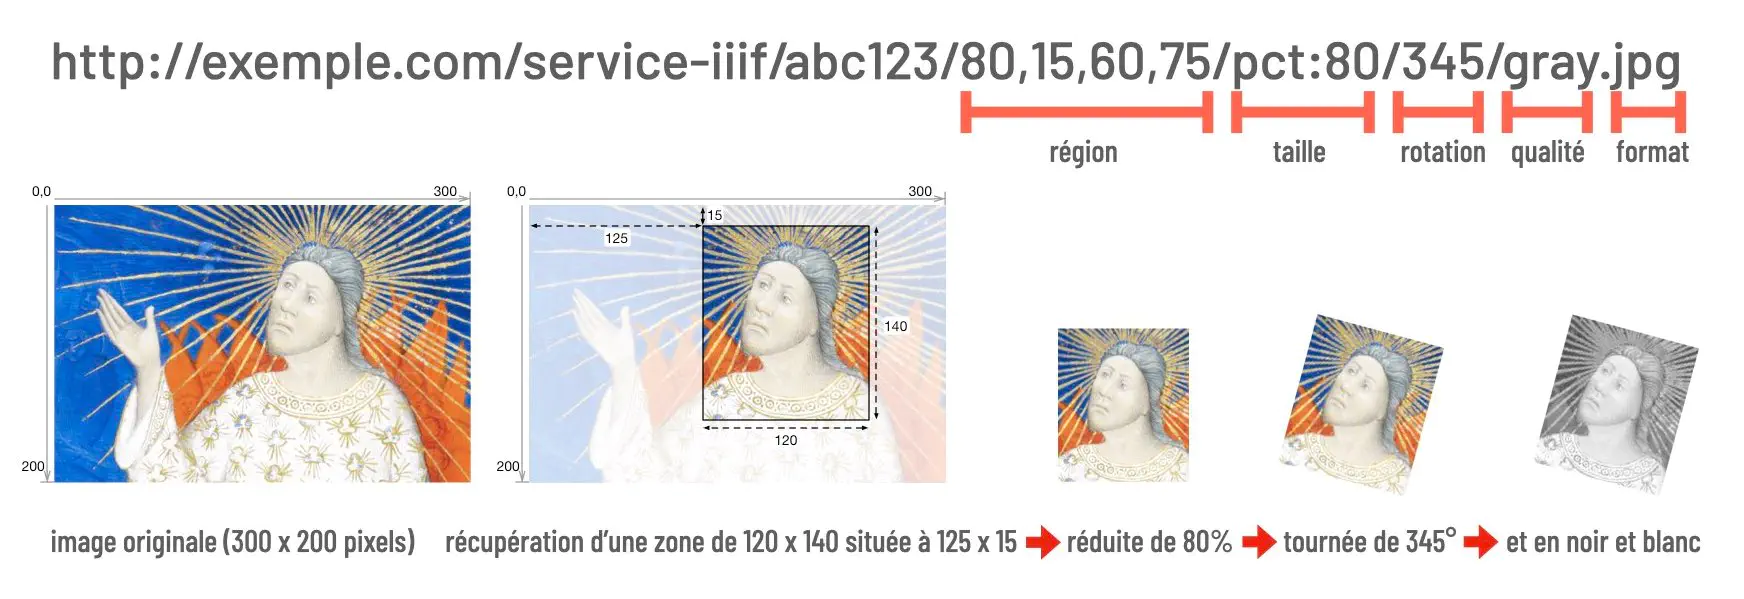 http://exemple.com/service-iiif/abc123/80,15,60,75/pct:80/345/gray.jpg
région taille rotation qualité format
0,0 300 0,0 300
15
125
140
120
200 200
image originale (300 x 200 pixels) récupération d’une zone de 120 x 140 située à 125 x 15 réduite de 80% tournée de 345° et en noir et blanc